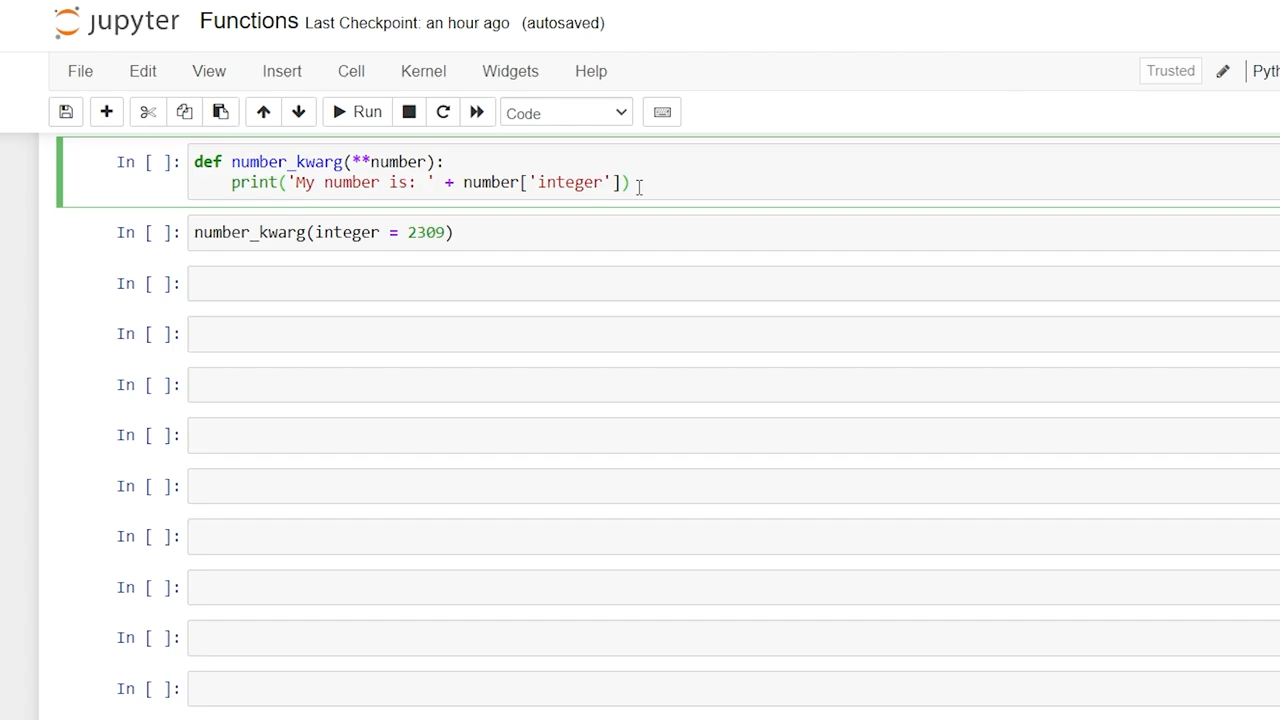 jupyter Functions Last Checkpoint: an hour ago (autosaved)
File Edit View Insert Cell Kernel Widgets Help Trusted Pyth
Run Code
In [ ]: def number_kwarg(**number):
print('My number is: ' + number['integer'])
In [ ]: number_kwarg(integer = 2309)
In [ ]:
In [ ]:
In [ ]:
In [ ]:
In [ ]:
In [ ]:
In [ ]:
In [ ]:
In [ ]: